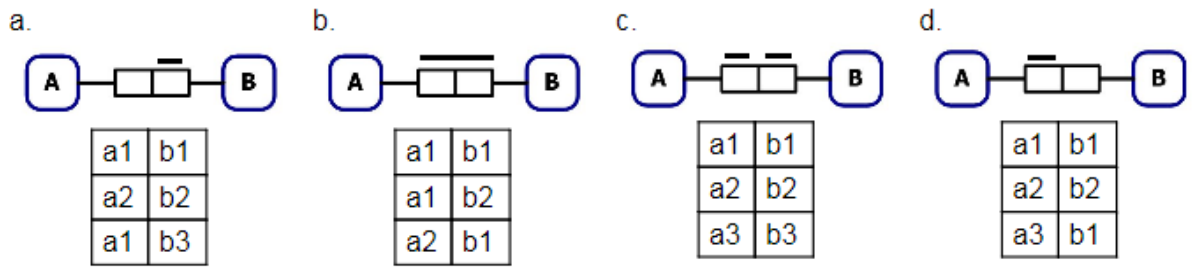 a. b. c. d.
A B A B A B A B
a1 b1 a1 b1 a1 b1 a1 b1
a2 b2 a1 b2 a2 b2 a2 b2
a1 b3 a2 b1 a3 b3 a3 b1